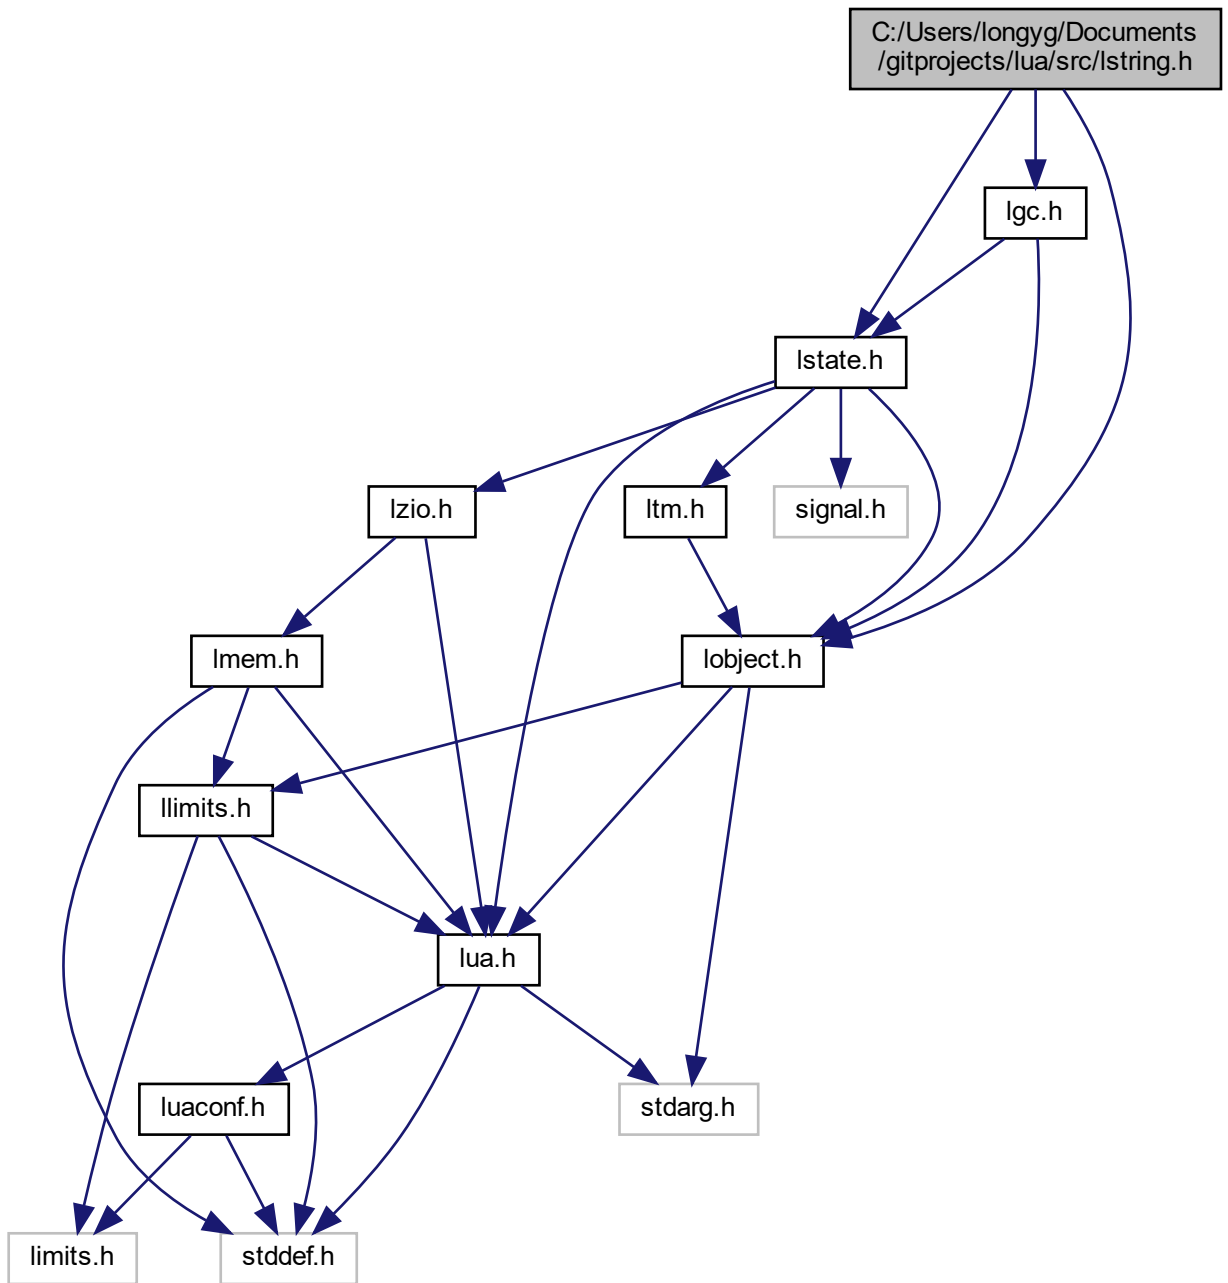 C:/Users/longyg/Documents
/gitprojects/lua/src/lstring.h
lgc.h
lstate.h
lzio.h
ltm.h
signal.h
lmem.h
lobject.h
llimits.h
lua.h
luaconf.h
stdarg.h
limits.h
stddef.h